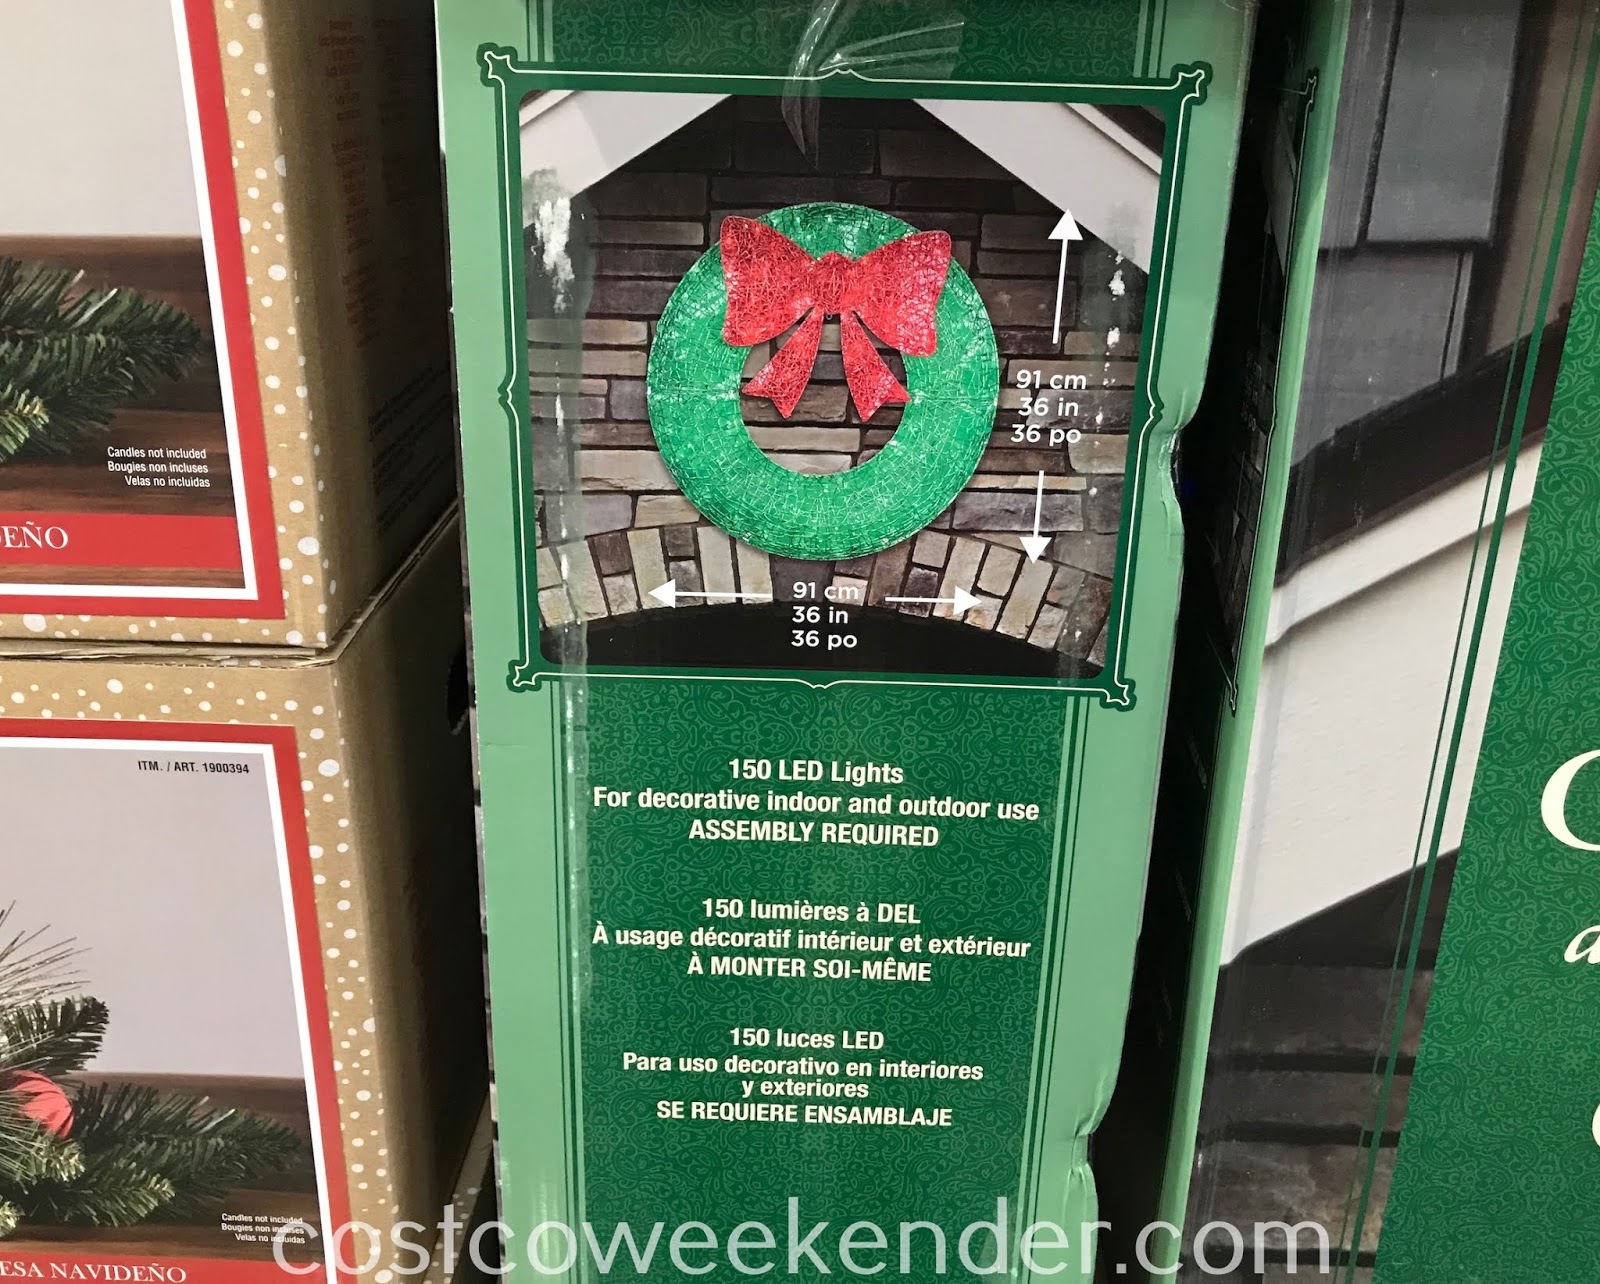 Candles not included
Bougies non incluses
Velas no incluidas
EÑO
ITM. / ART. 1900394
Candles not included
Bougies non incluses
Velas no incluidas
ESA NAVIDEÑO
91 cm
36 in
36 po
91 cm
36 in
36 po
150 LED Lights
For decorative indoor and outdoor use
ASSEMBLY REQUIRED
150 lumières à DEL
À usage décoratif intérieur et extérieur
À MONTER SOI-MÊME
150 luces LED
Para uso decorativo en interiores
y exteriores
SE REQUIERE ENSAMBLAJE
costcoweekender.com